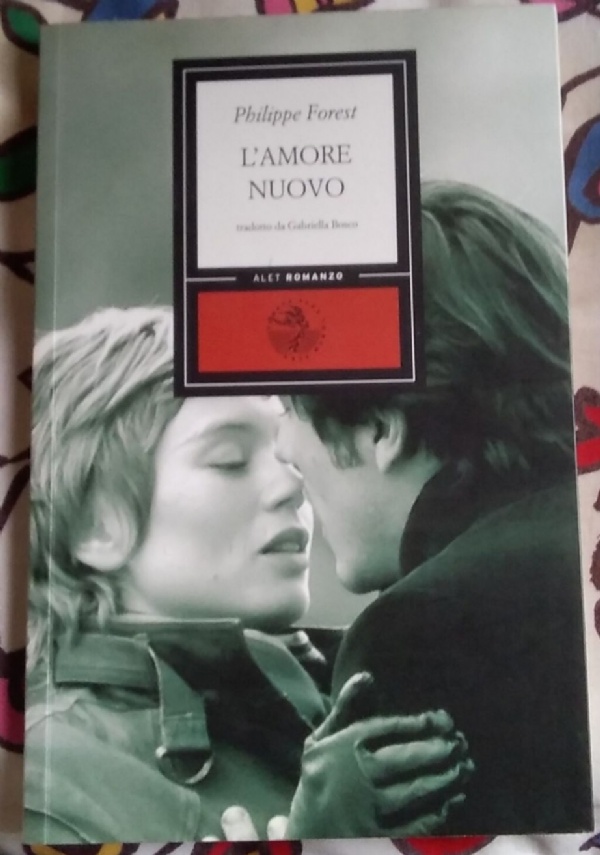 Philippe Forest
L'AMORE
NUOVO
tradotto da Gabriella Bosco
ALET ROMANZO